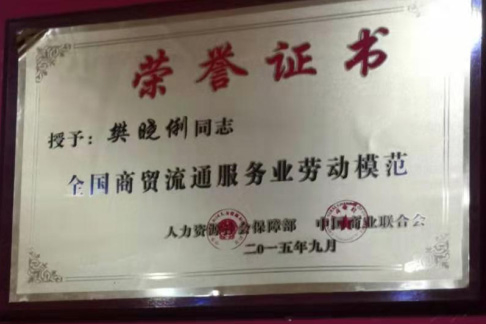 荣誉证书
授予：樊晓俐同志
全国商贸流通服务业劳动模范
人力资源社会保障部 中国商业联合会
二〇一五年九月